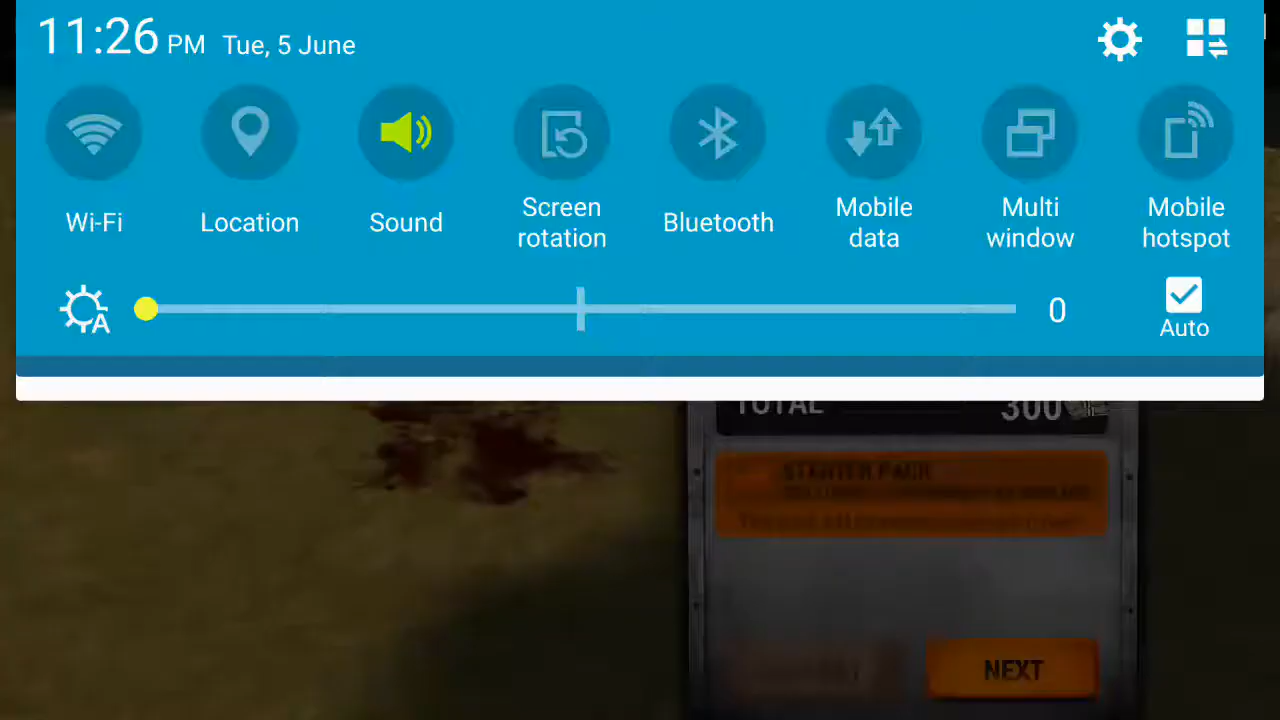 11:26 PM Tue, 5 June
Wi-Fi
Location
Sound
Screen
rotation
Bluetooth
Mobile
data
Multi
window
Mobile
hotspot
A
0
Auto
TOTAL 300
STARTER PACK
NEXT